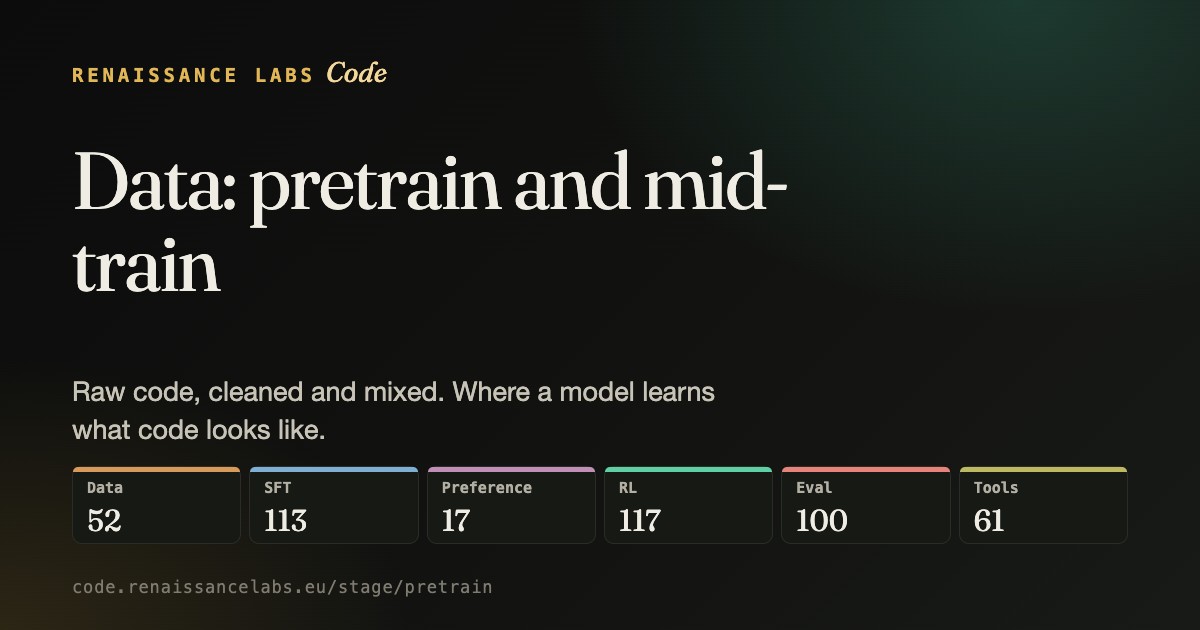 RENAISSANCE LABS Code
Data: pretrain and mid-
train
Raw code, cleaned and mixed. Where a model learns
what code looks like.
Data SFT Preference RL Eval Tools
52 113 17 117 100 61
code.renaissancelabs.eu/stage/pretrain